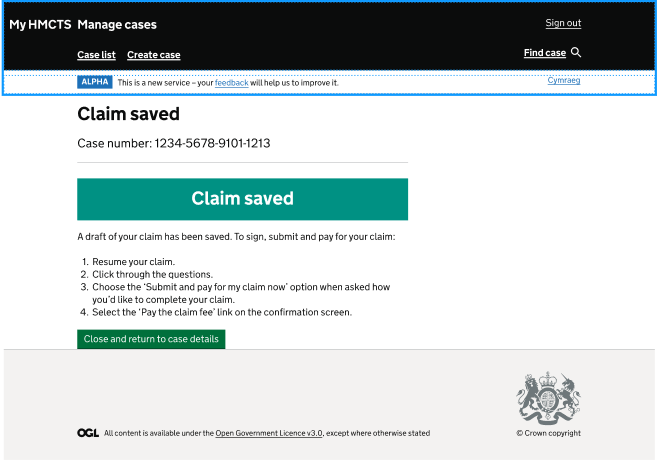 My HMCTS Manage cases
Sign out
Case list Create case
Find case
ALPHA This is a new service – your feedback will help us to improve it.
Cymraeg
Claim saved
Case number: 1234-5678-9101-1213
Claim saved
A draft of your claim has been saved. To sign, submit and pay for your claim:
1. Resume your claim.
2. Click through the questions.
3. Choose the ‘Submit and pay for my claim now’ option when asked how
you’d like to complete your claim.
4. Select the ‘Pay the claim fee’ link on the confirmation screen.
Close and return to case details
OGL All content is available under the Open Government Licence v3.0, except where otherwise stated
© Crown copyright